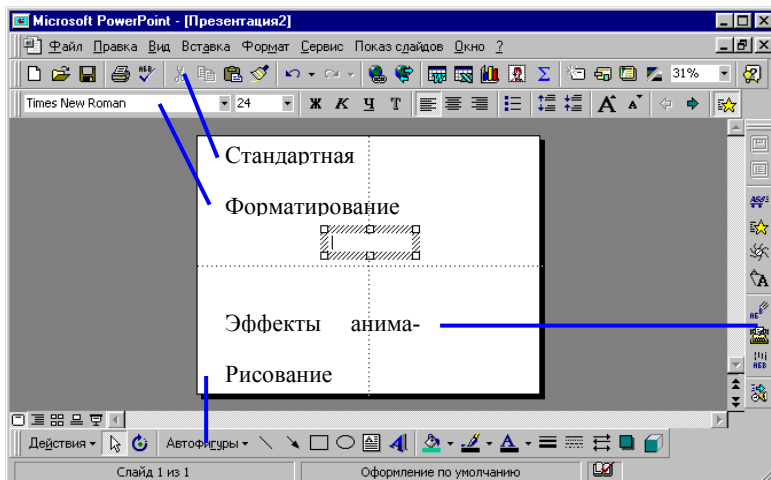 Microsoft PowerPoint - [Презентация2]
Файл Правка Вид Вставка Формат Сервис Показ слайдов Окно ?
31%
Times New Roman 24 Ж К Ч Т
Стандартная
Форматирование
Эффекты анима-
Рисование
Действия Автофигуры
Слайд 1 из 1 Оформление по умолчанию